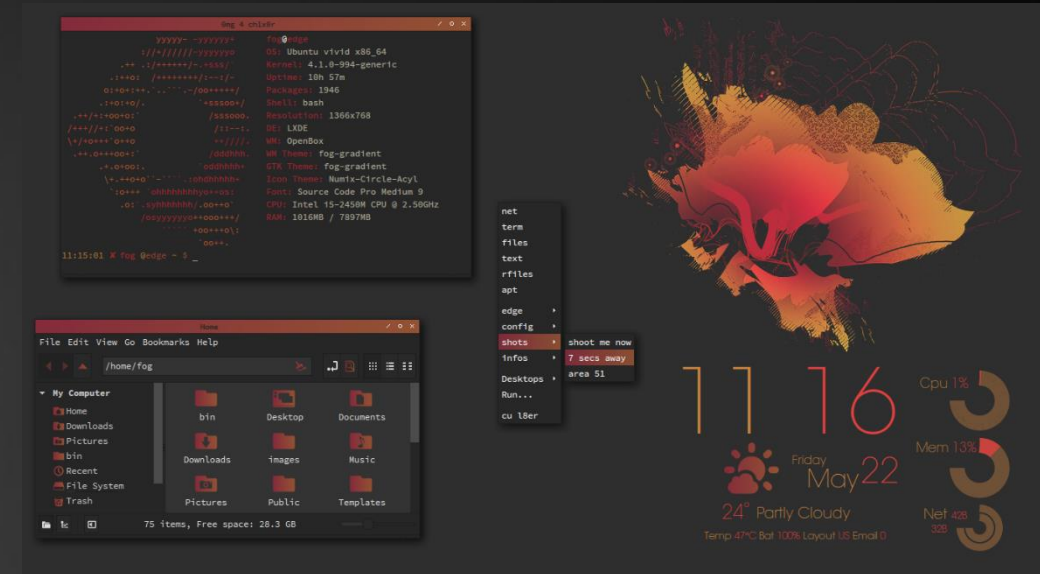 6mg 4 chlx0r
fog@edge
OS: Ubuntu vivid x86_64
Kernel: 4.1.0-994-generic
Uptime: 10h 57m
Packages: 1946
Shell: bash
Resolution: 1366x768
DE: LXDE
WM: OpenBox
WM Theme: fog-gradient
GTK Theme: fog-gradient
Icon Theme: Numix-Circle-Acyl
Font: Source Code Pro Medium 9
CPU: Intel i5-2450M CPU @ 2.50GHz
RAM: 1016MB / 7897MB
11:15:01 X fog @edge ~ $ _
Home
File Edit View Go Bookmarks Help
/home/fog
My Computer
Home
Downloads
Pictures
bin
Recent
File System
Trash
bin Desktop Documents
Downloads images Music
Pictures Public Templates
75 items, Free space: 28.3 GB
net
term
files
text
rfiles
apt
edge
config
shots
infos
Desktops
Run...
cu l8er
shoot me now
7 secs away
area 51
11 16
Friday
May 22
24° Partly Cloudy
Temp 47°C Bat 100% Layout US Email 0
Cpu 1%
Mem 13%
Net 428
328